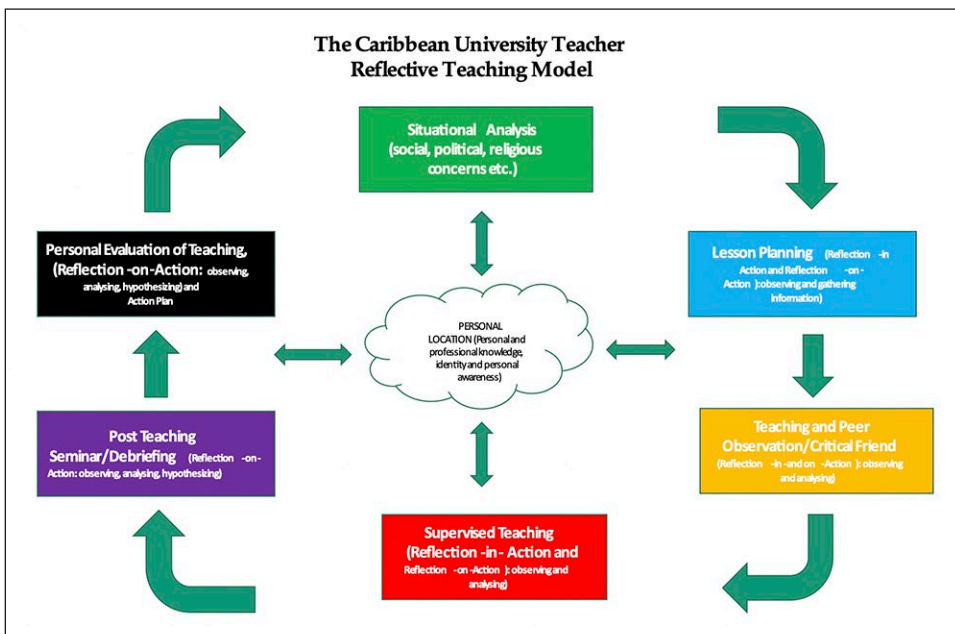 The Caribbean University Teacher
Reflective Teaching Model
Situational Analysis
(social, political, religious
concerns etc.)
Personal Evaluation of Teaching,
(Reflection -on-Action: observing,
analysing, hypothesizing) and
Action Plan
Lesson Planning (Reflection -in
Action and Reflection -on -
Action ):observing and gathering
information)
PERSONAL
LOCATION (Personal and
professional knowledge,
identity and personal
awareness)
Post Teaching
Seminar/Debriefing (Reflection -on-
Action: observing, analysing, hypothesizing)
Teaching and Peer
Observation/Critical Friend
(Reflection -in -and on -Action ): observing
and analysing)
Supervised Teaching
(Reflection -in - Action and
Reflection -on -Action ): observing and
analysing)